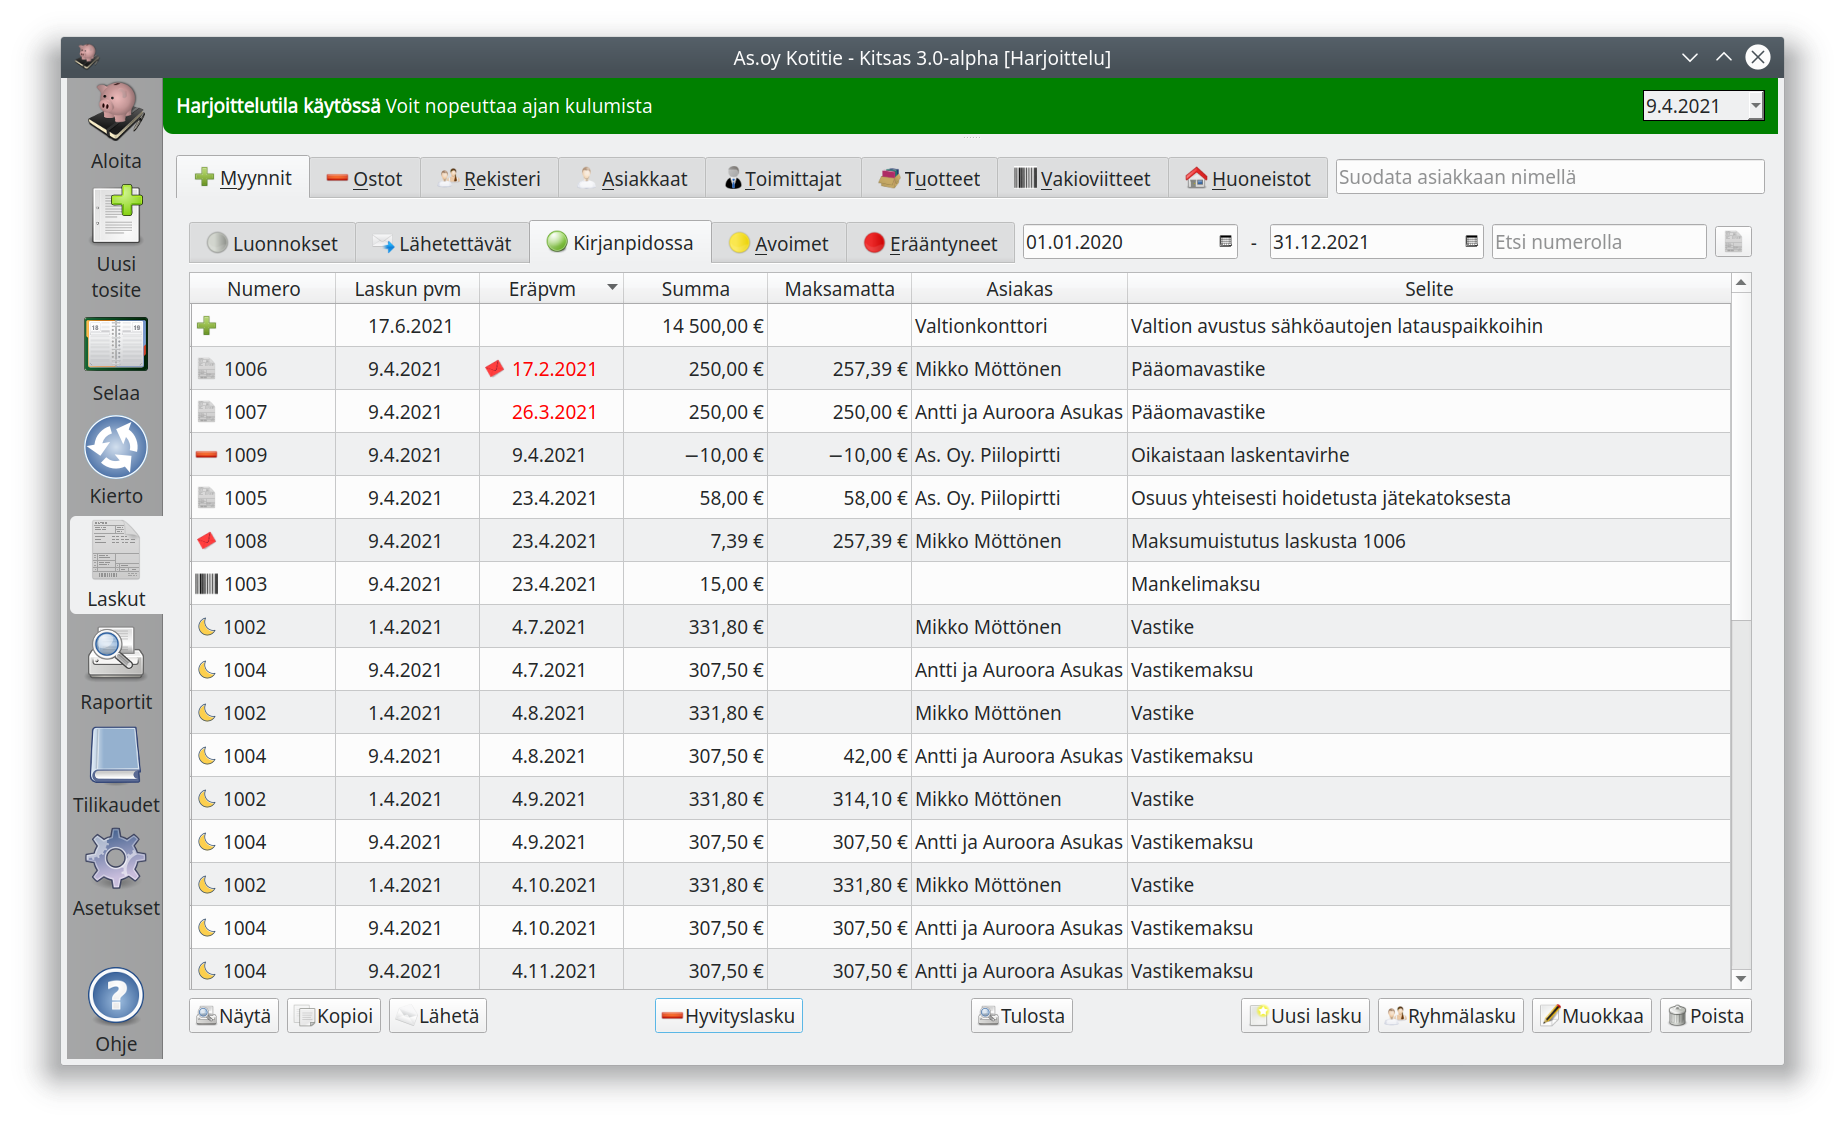 As.oy Kotitie - Kitsas 3.0-alpha [Harjoittelu]
Harjoittelutila käytössä Voit nopeuttaa ajan kulumista
9.4.2021
Aloita
Uusi
tosite
Selaa
Kierto
Laskut
Raportit
Tilikaudet
Asetukset
Ohje
Myynnit Ostot Rekisteri Asiakkaat Toimittajat Tuotteet Vakioviitteet Huoneistot Suodata asiakkaan nimellä
Luonnokset Lähetettävät Kirjanpidossa Avoimet Erääntyneet 01.01.2020 - 31.12.2021 Etsi numerolla
Numero Laskun pvm Eräpvm Summa Maksamatta Asiakas Selite
17.6.2021 14 500,00 € Valtionkonttori Valtion avustus sähköautojen latauspaikkoihin
1006 9.4.2021 17.2.2021 250,00 € 257,39 € Mikko Möttönen Pääomavastike
1007 9.4.2021 26.3.2021 250,00 € 250,00 € Antti ja Auroora Asukas Pääomavastike
1009 9.4.2021 9.4.2021 −10,00 € −10,00 € As. Oy. Piilopirtti Oikaistaan laskentavirhe
1005 9.4.2021 23.4.2021 58,00 € 58,00 € As. Oy. Piilopirtti Osuus yhteisesti hoidetusta jätekatoksesta
1008 9.4.2021 23.4.2021 7,39 € 257,39 € Mikko Möttönen Maksumuistutus laskusta 1006
1003 9.4.2021 23.4.2021 15,00 € Mankelimaksu
1002 1.4.2021 4.7.2021 331,80 € Mikko Möttönen Vastike
1004 9.4.2021 4.7.2021 307,50 € Antti ja Auroora Asukas Vastikemaksu
1002 1.4.2021 4.8.2021 331,80 € Mikko Möttönen Vastike
1004 9.4.2021 4.8.2021 307,50 € 42,00 € Antti ja Auroora Asukas Vastikemaksu
1002 1.4.2021 4.9.2021 331,80 € 314,10 € Mikko Möttönen Vastike
1004 9.4.2021 4.9.2021 307,50 € 307,50 € Antti ja Auroora Asukas Vastikemaksu
1002 1.4.2021 4.10.2021 331,80 € 331,80 € Mikko Möttönen Vastike
1004 9.4.2021 4.10.2021 307,50 € 307,50 € Antti ja Auroora Asukas Vastikemaksu
1004 9.4.2021 4.11.2021 307,50 € 307,50 € Antti ja Auroora Asukas Vastikemaksu
Näytä Kopioi Lähetä Hyvityslasku Tulosta Uusi lasku Ryhmälasku Muokkaa Poista